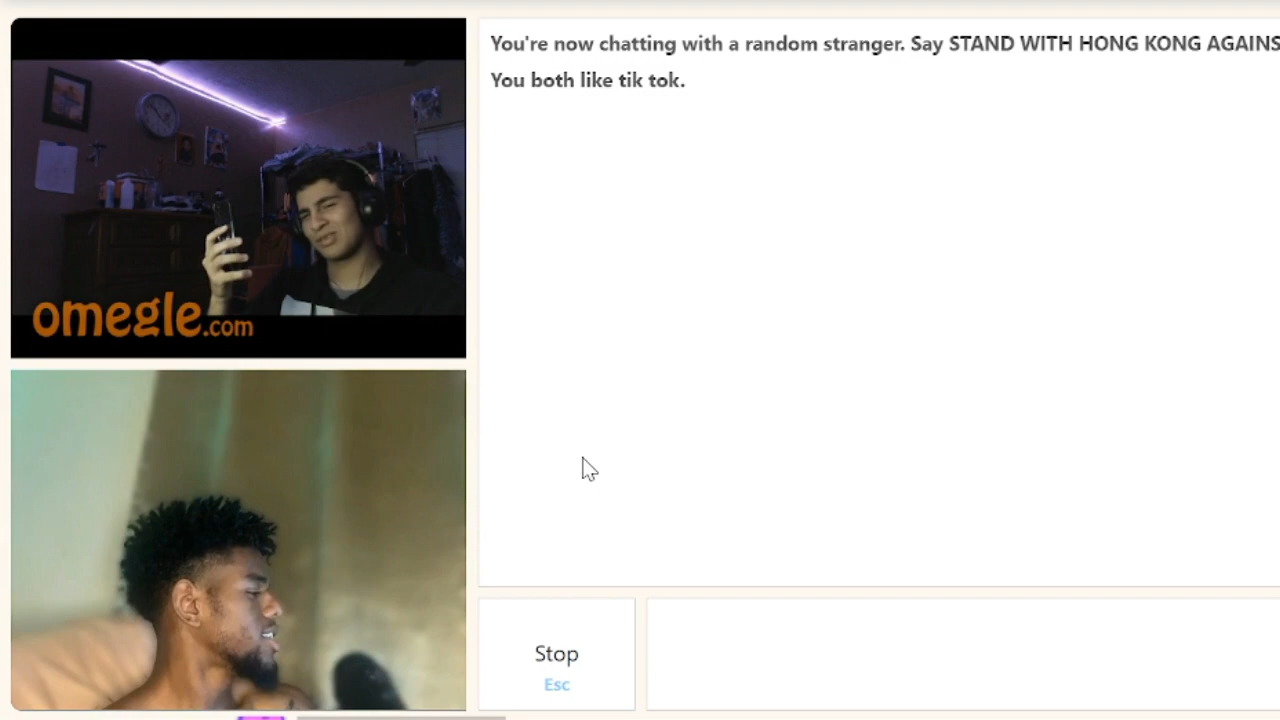 You're now chatting with a random stranger. Say STAND WITH HONG KONG AGAINS
You both like tik tok.
omegle.com
Stop
Esc